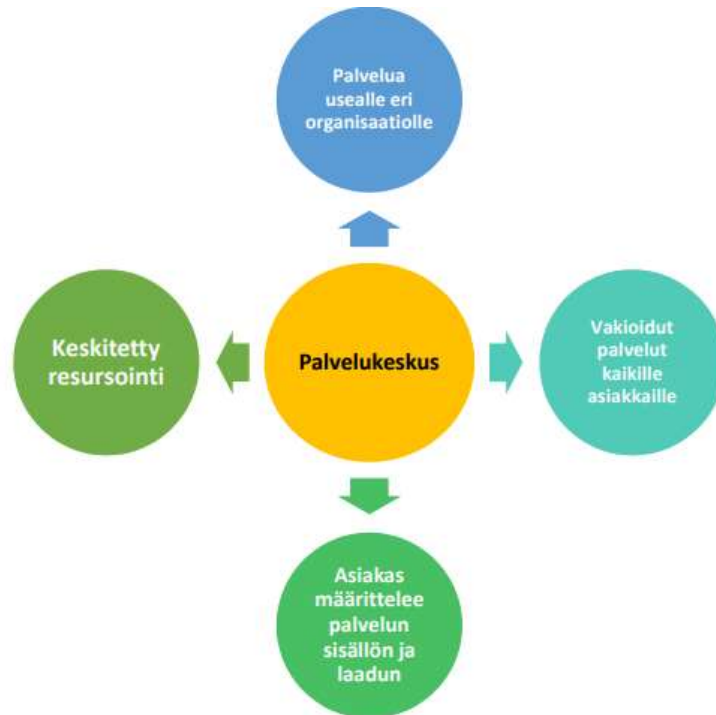 Palvelua
usealle eri
organisaatiolle
Keskitetty
resursointi
Palvelukeskus
Vakioidut
palvelut
kaikille
asiakkaille
Asiakas
määrittelee
palvelun
sisällön ja
laadun